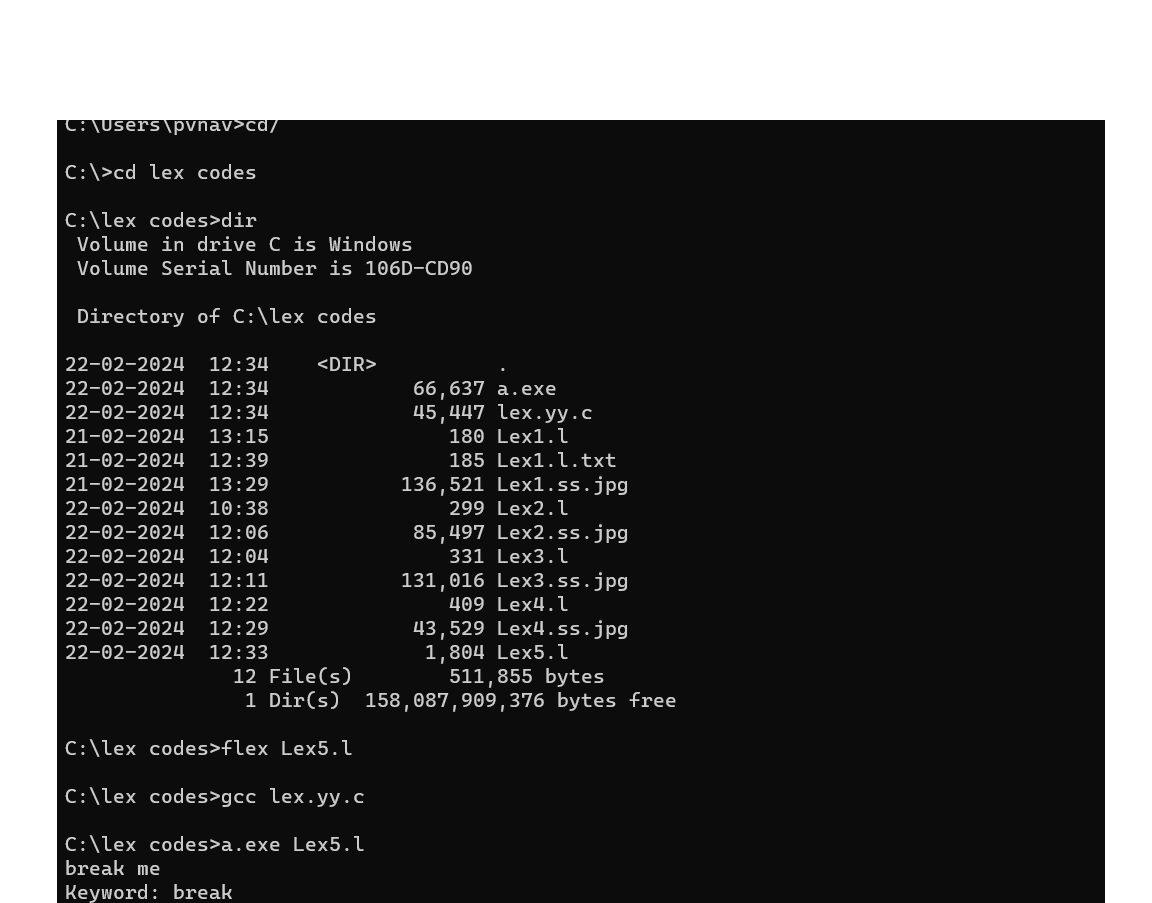 C:\Users\pvnav>cd/
C:\>cd lex codes
C:\lex codes>dir
 Volume in drive C is Windows
 Volume Serial Number is 106D-CD90
 Directory of C:\lex codes
22-02-2024  12:34    <DIR>          .
22-02-2024  12:34            66,637 a.exe
22-02-2024  12:34            45,447 lex.yy.c
21-02-2024  13:15               180 Lex1.l
21-02-2024  12:39               185 Lex1.l.txt
21-02-2024  13:29           136,521 Lex1.ss.jpg
22-02-2024  10:38               299 Lex2.l
22-02-2024  12:06            85,497 Lex2.ss.jpg
22-02-2024  12:04               331 Lex3.l
22-02-2024  12:11           131,016 Lex3.ss.jpg
22-02-2024  12:22               409 Lex4.l
22-02-2024  12:29            43,529 Lex4.ss.jpg
22-02-2024  12:33             1,804 Lex5.l
              12 File(s)        511,855 bytes
               1 Dir(s)  158,087,909,376 bytes free
C:\lex codes>flex Lex5.l
C:\lex codes>gcc lex.yy.c
C:\lex codes>a.exe Lex5.l
break me
Keyword: break